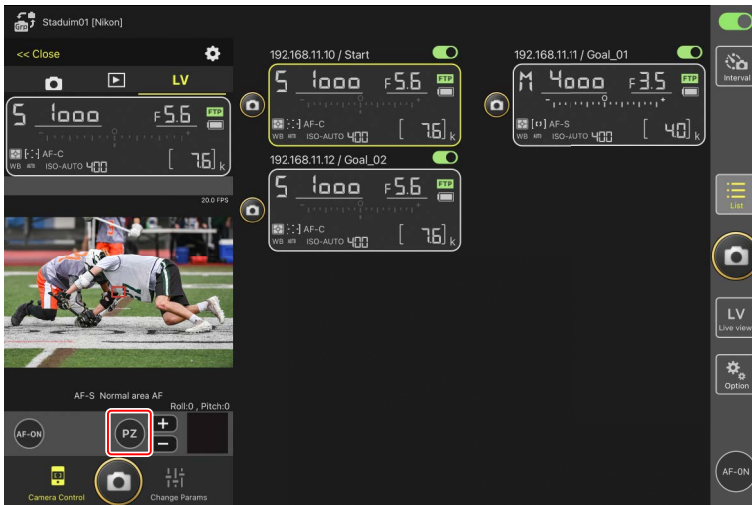 Grp Staduim01 [Nikon]
<< Close
LV
S 1000 F5.6 FTP
AF-C
WB ISO-AUTO 400 [ 7.6] k
20.0 FPS
AF-S Normal area AF
Roll:0 , Pitch:0
AF-ON
PZ
+
−
Camera Control
Change Params
192.168.11.10 / Start
S 1000 F5.6 FTP
AF-C
WB ISO-AUTO 400 [ 7.6] k
192.168.11.11 / Goal_01
M 4000 F3.5 FTP
AF-S
WB ISO-AUTO 400 [ 4.0] k
192.168.11.12 / Goal_02
S 1000 F5.6 FTP
AF-C
WB ISO-AUTO 400 [ 7.6] k
Interval
List
LV
Live view
Option
AF-ON